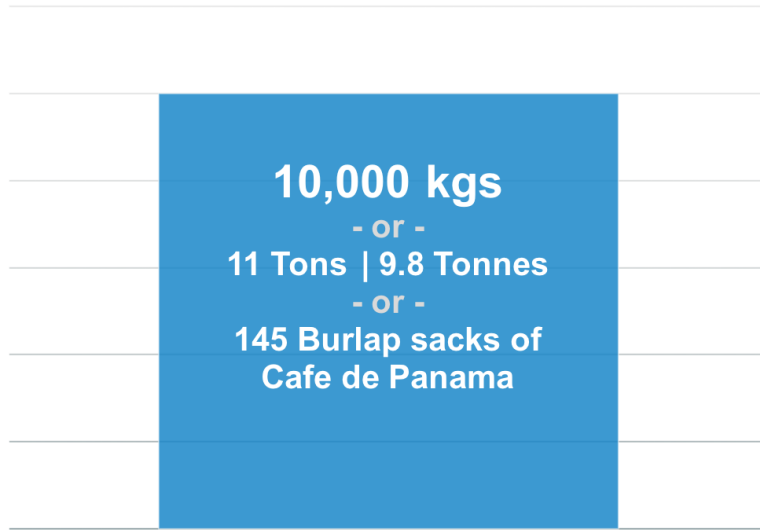 10,000 kgs
- or -
11 Tons | 9.8 Tonnes
- or -
145 Burlap sacks of
Cafe de Panama